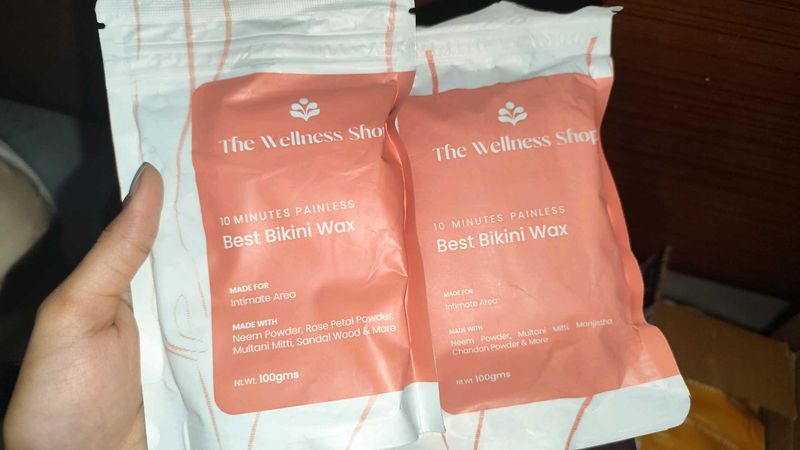 The Wellness Shop
10 MINUTES PAINLESS
Best Bikini Wax
MADE FOR
Intimate Area
MADE WITH
Neem Powder, Rose Petal Powder,
Multani Mitti, Sandal Wood & More
Nt.Wt. 100gms
The Wellness Shop
10 MINUTES PAINLESS
Best Bikini Wax
MADE FOR
Intimate Area
MADE WITH
Neem Powder, Multani Mitti, Manjistha,
Chandan Powder & More
Nt.Wt. 100gms